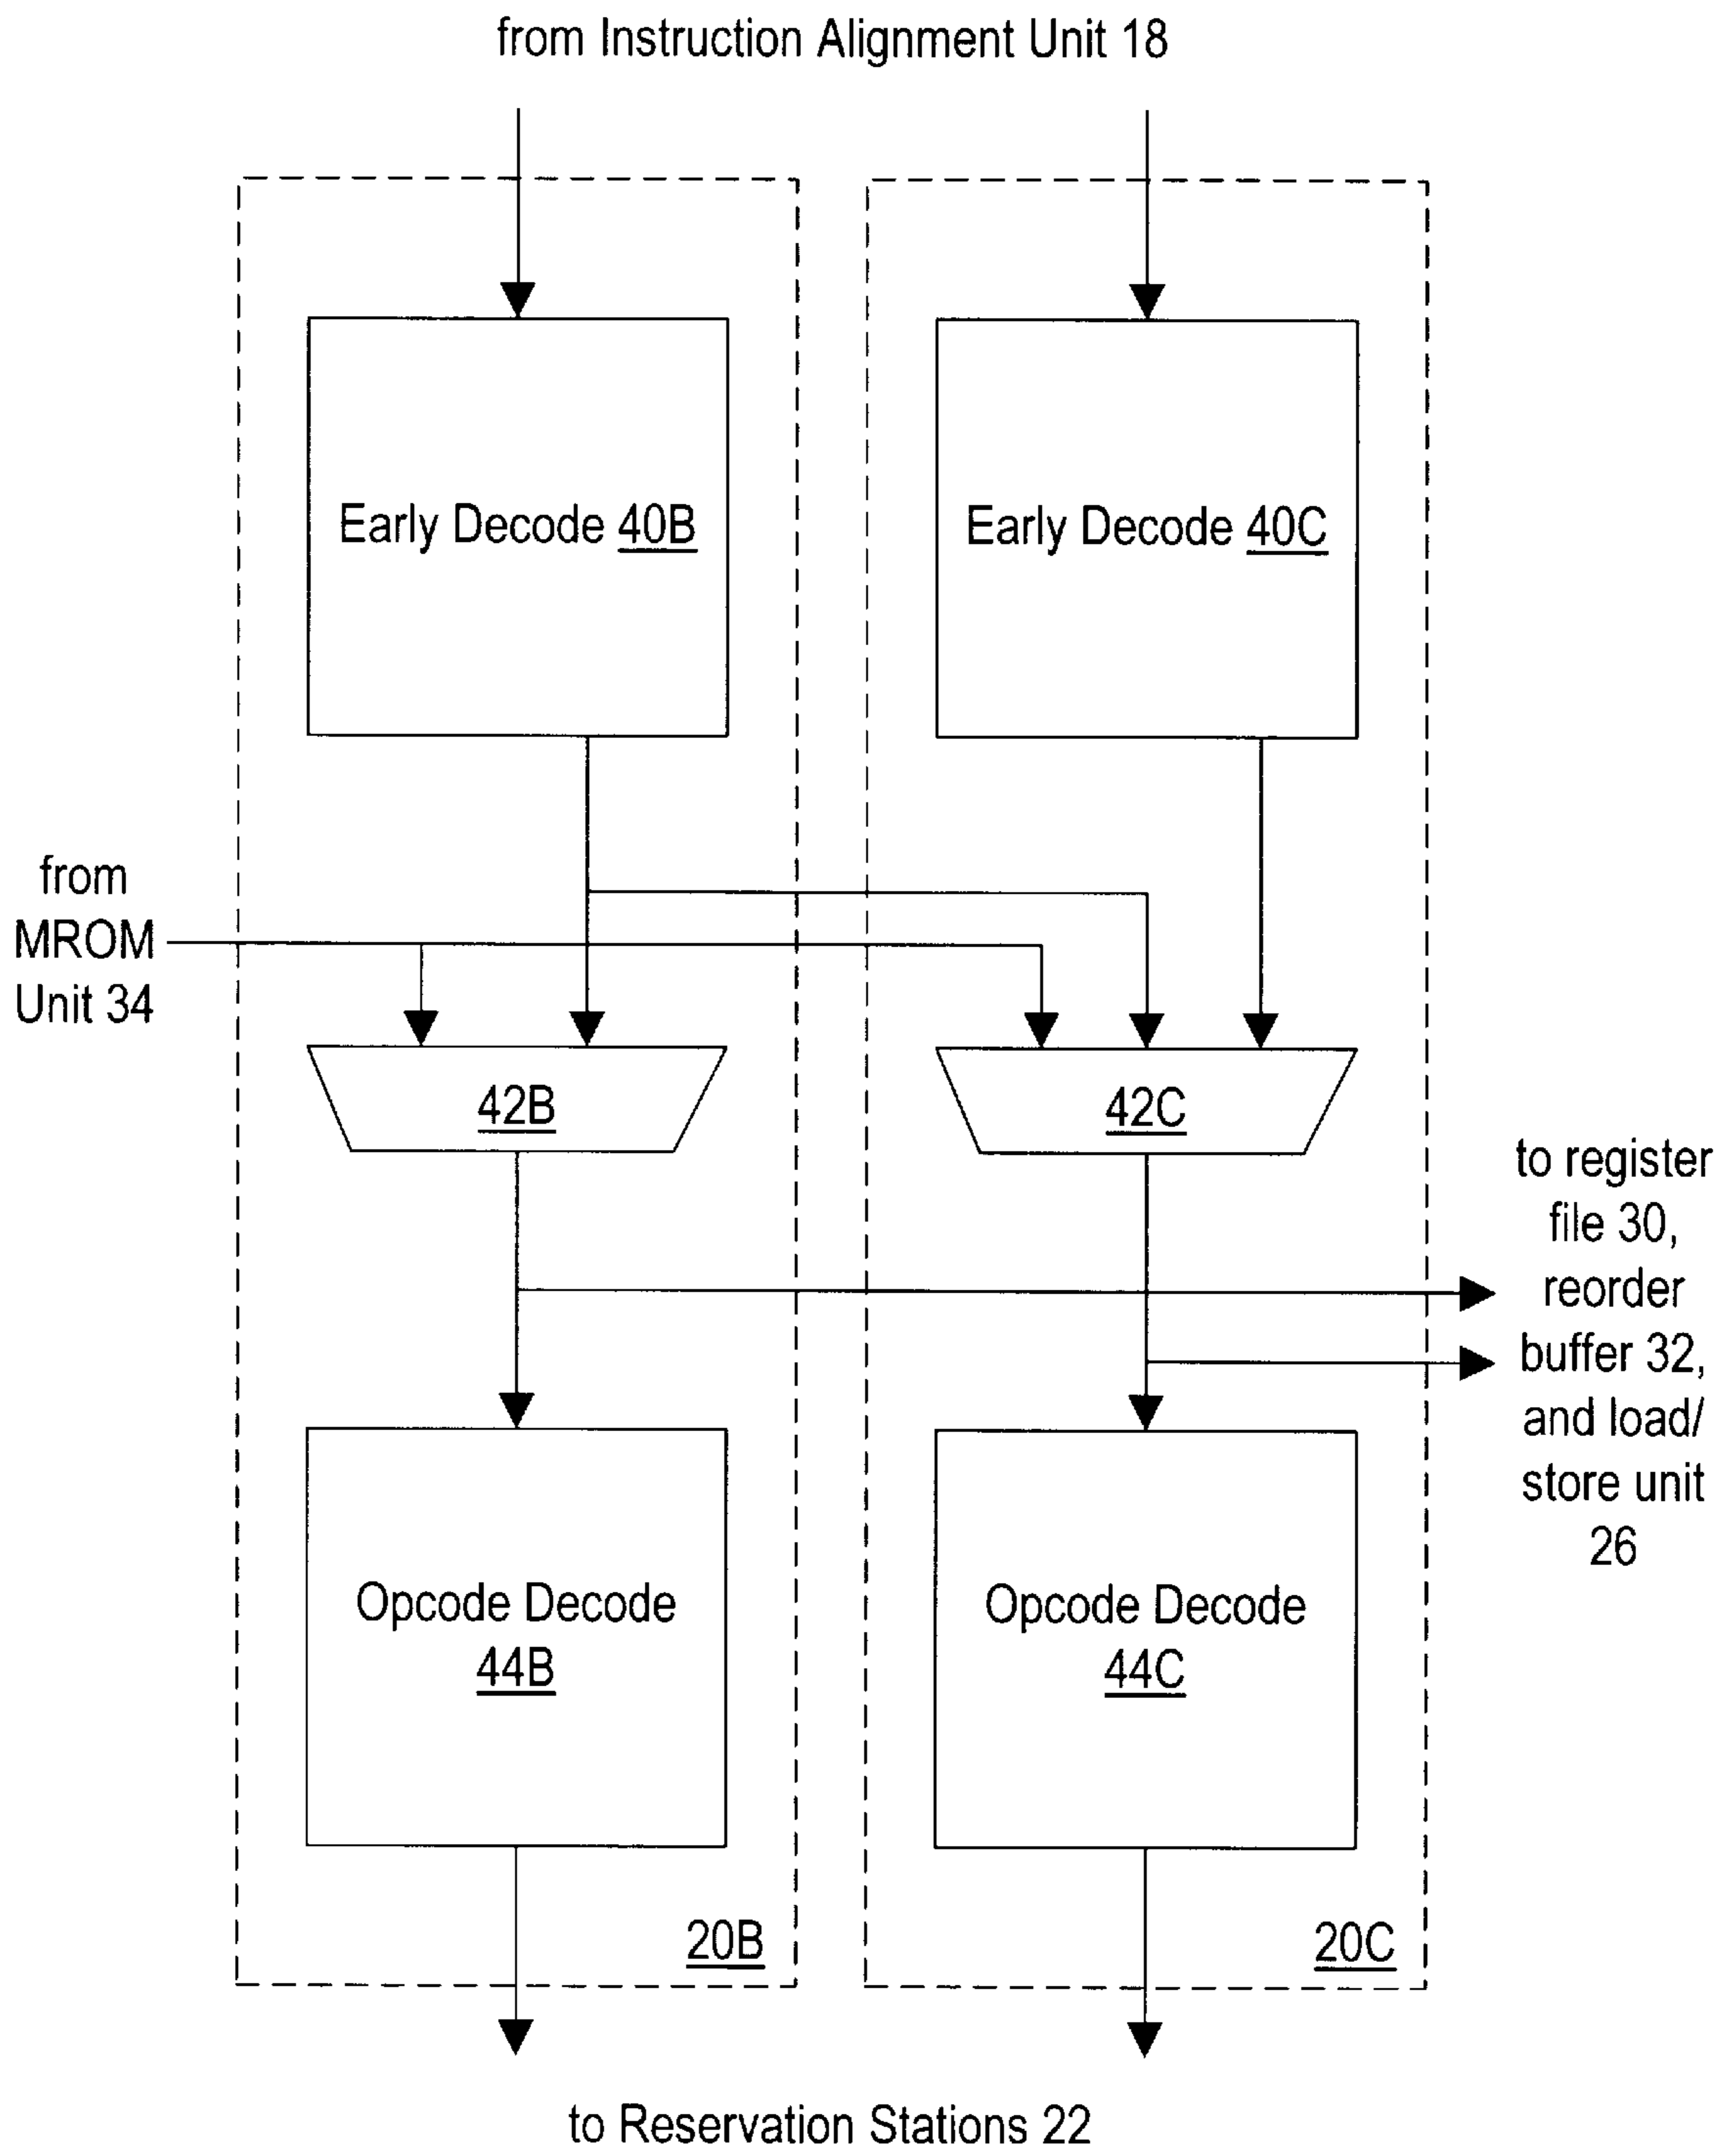 from Instruction Alignment Unit 18
Early Decode 40B
Early Decode 40C
from
MROM
Unit 34
42B
42C
to register
file 30,
reorder
buffer 32,
and load/
store unit
26
Opcode Decode
44B
Opcode Decode
44C
20B
20C
to Reservation Stations 22